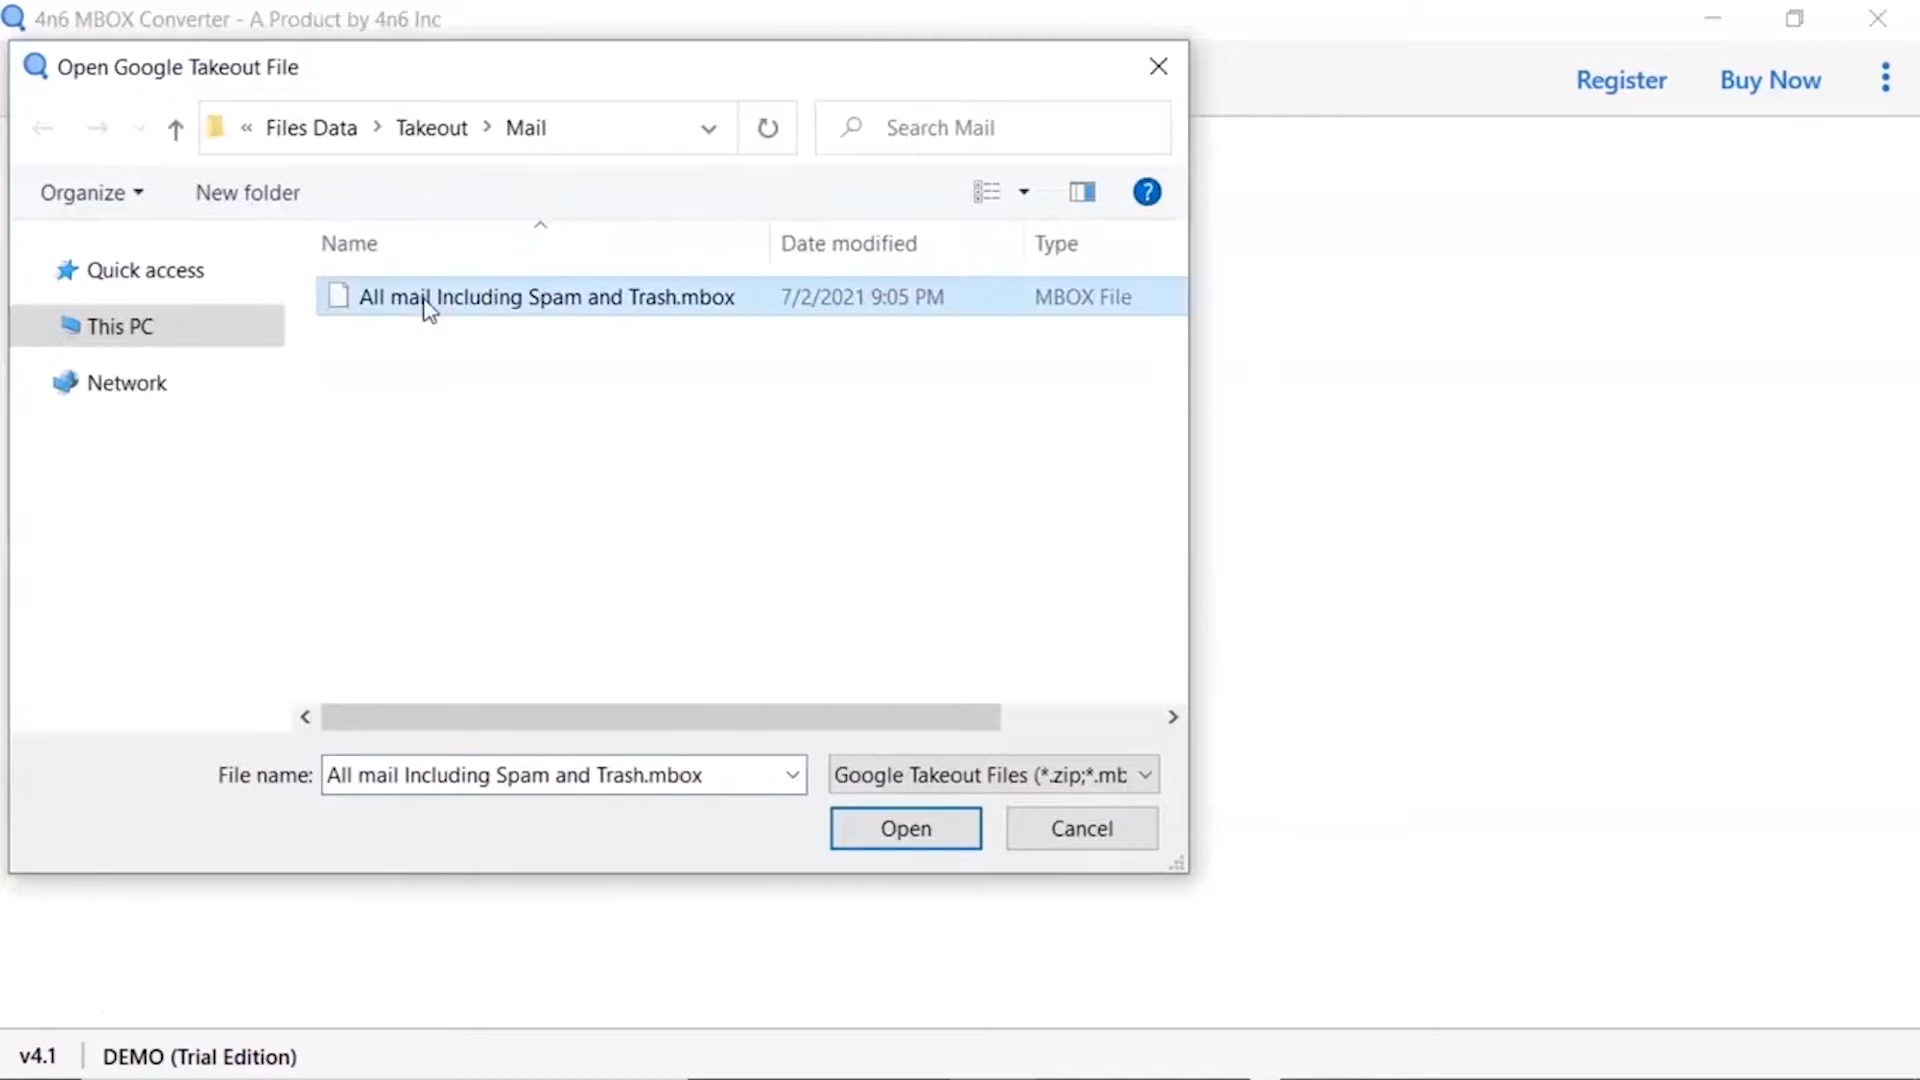 4n6 MBOX Converter - A Product by 4n6 Inc
Open Google Takeout File
Register
Buy Now
« Files Data > Takeout > Mail
Search Mail
Organize
New folder
Name
Date modified
Type
Quick access
All mail Including Spam and Trash.mbox
7/2/2021 9:05 PM
MBOX File
This PC
Network
File name:
All mail Including Spam and Trash.mbox
Google Takeout Files (*.zip;*.mb
Open
Cancel
v4.1
DEMO (Trial Edition)